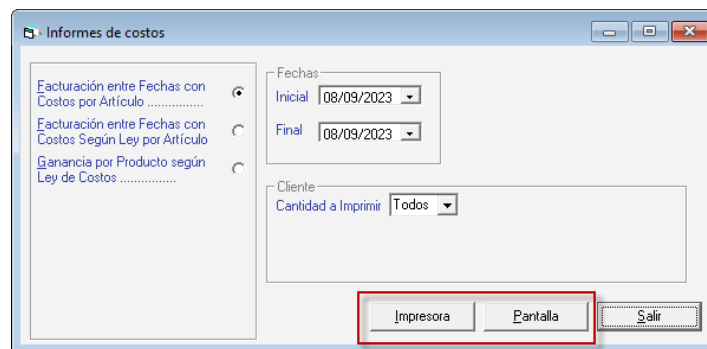 Informes de costos
Facturación entre Fechas con
Costos por Artículo ................
Facturación entre Fechas con
Costos Según Ley por Artículo
Ganancia por Producto según
Ley de Costos ................
Fechas
Inicial 08/09/2023
Final 08/09/2023
Cliente
Cantidad a Imprimir Todos
Impresora Pantalla Salir